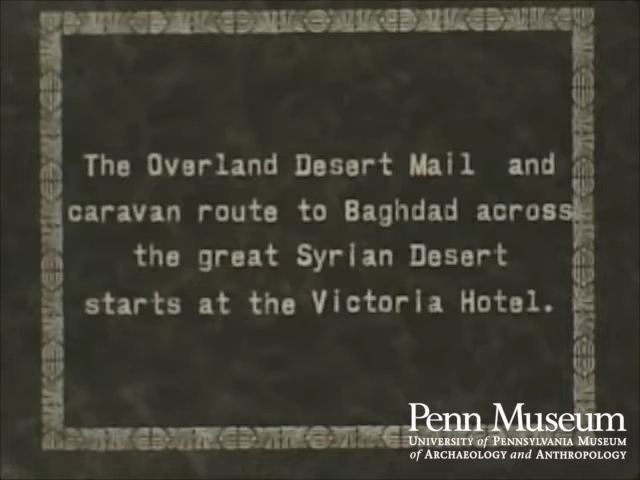 The Overland Desert Mail and
caravan route to Baghdad across
the great Syrian Desert
starts at the Victoria Hotel.
Penn Museum
UNIVERSITY of PENNSYLVANIA MUSEUM
of ARCHAEOLOGY and ANTHROPOLOGY